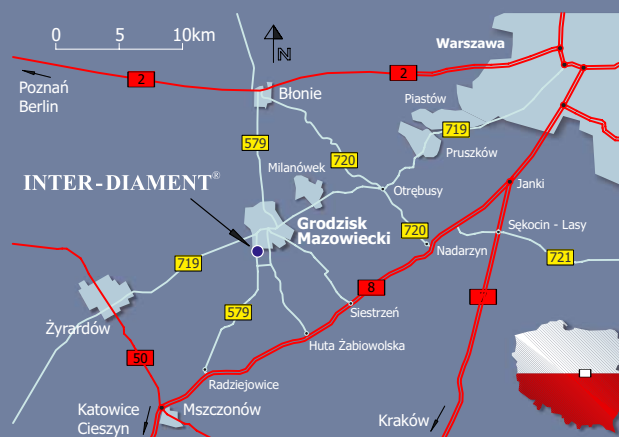 0 5 10km
N
Warszawa
2
2
Poznań
Berlin
Błonie
Piastów
719
579
Pruszków
720
Milanówek
INTER-DIAMENT®
Otrębusy
Janki
Grodzisk
Mazowiecki
720
Sękocin - Lasy
Nadarzyn
721
719
8
7
Żyrardów
579
Siestrzeń
Huta Żabiowolska
50
Radziejowice
Katowice
Cieszyn
Mszczonów
Kraków